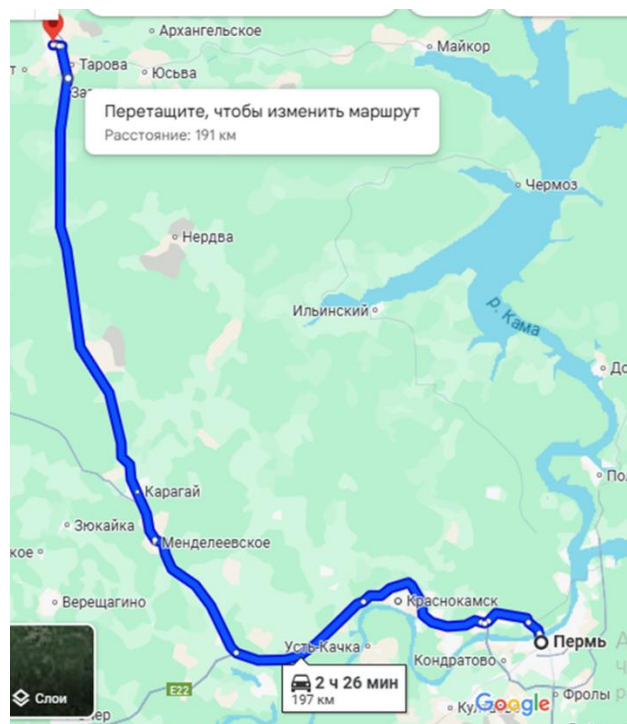 Архангельское
Майкор
Тарова
Юсьва
Перетащите, чтобы изменить маршрут
Расстояние: 191 км
Чермоз
Нердва
Ильинский
р. Кама
Карагай
Зюкайка
Менделеевское
Верещагино
Краснокамск
Усть-Качка
Пермь
Кондратово
2 ч 26 мин
197 км
E22
Фролы
Слои
Google